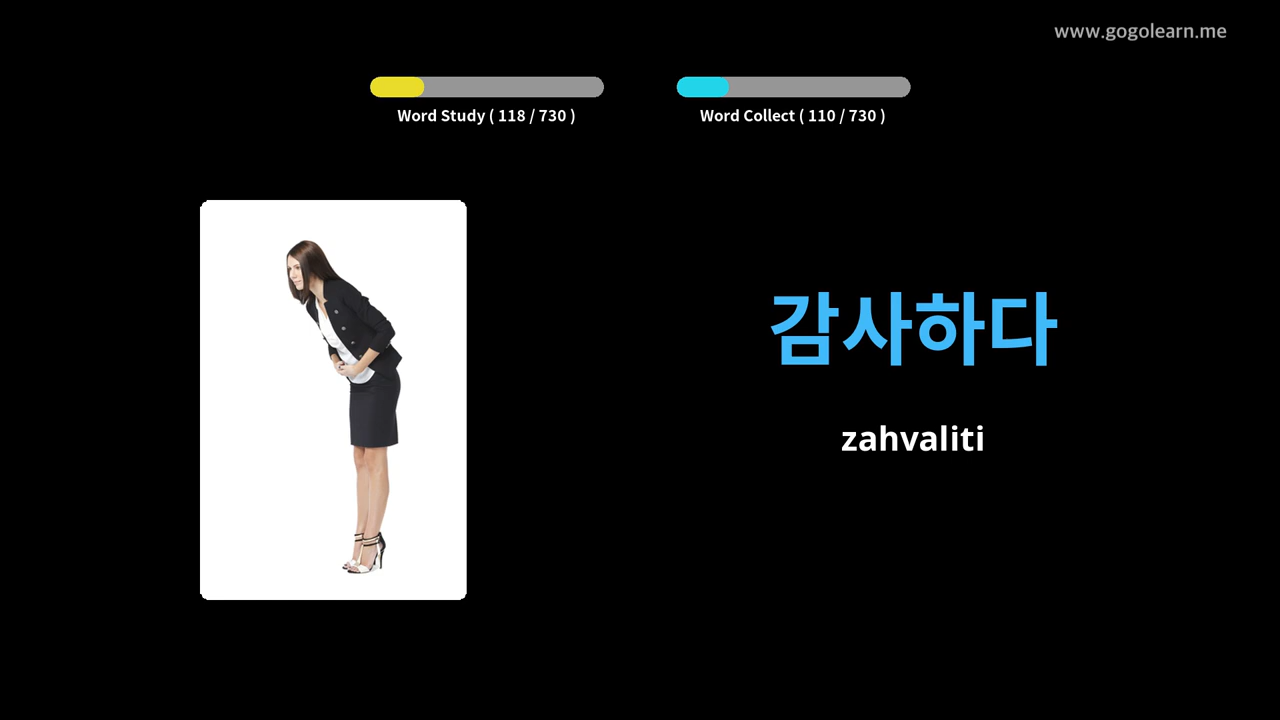 www.gogolearn.me
Word Study ( 118 / 730 )
Word Collect ( 110 / 730 )
감사하다
zahvaliti